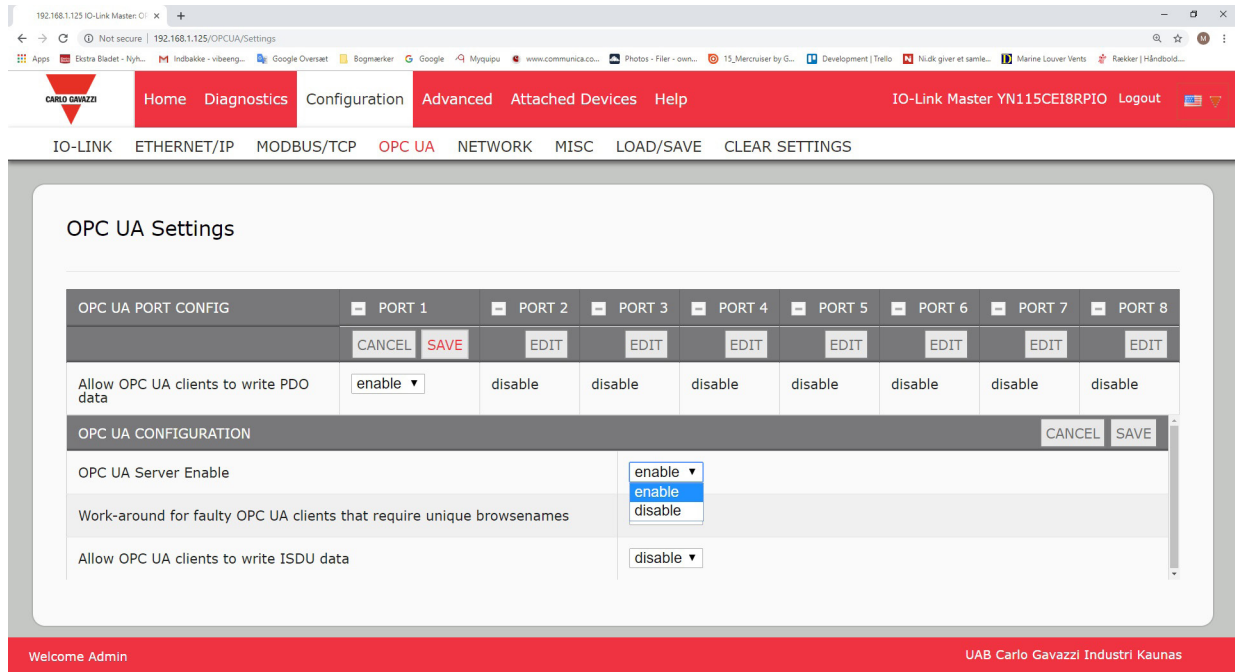 192.168.1.125 IO-Link Master: O
Not secure | 192.168.1.125/OPCUA/Settings
M
Apps Ekstra Bladet - Nyh... Indbakke - vibeeng... Google Oversæt Bogmærker Google Myquipu www.communica.co... Photos - Filer - own... 15_Mercruiser by G... Development | Trello Ni.dk giver et samle... Marine Louver Vents Rækker | Håndbold....
CARLO GAVAZZI
Home Diagnostics Configuration Advanced Attached Devices Help IO-Link Master YN115CEI8RPIO Logout
IO-LINK ETHERNET/IP MODBUS/TCP OPC UA NETWORK MISC LOAD/SAVE CLEAR SETTINGS
OPC UA Settings
OPC UA PORT CONFIG PORT 1 PORT 2 PORT 3 PORT 4 PORT 5 PORT 6 PORT 7 PORT 8
CANCEL SAVE EDIT EDIT EDIT EDIT EDIT EDIT EDIT
Allow OPC UA clients to write PDO
data
enable disable disable disable disable disable disable disable
OPC UA CONFIGURATION CANCEL SAVE
OPC UA Server Enable enable
enable
disable
Work-around for faulty OPC UA clients that require unique browsenames
Allow OPC UA clients to write ISDU data disable
Welcome Admin UAB Carlo Gavazzi Industri Kaunas